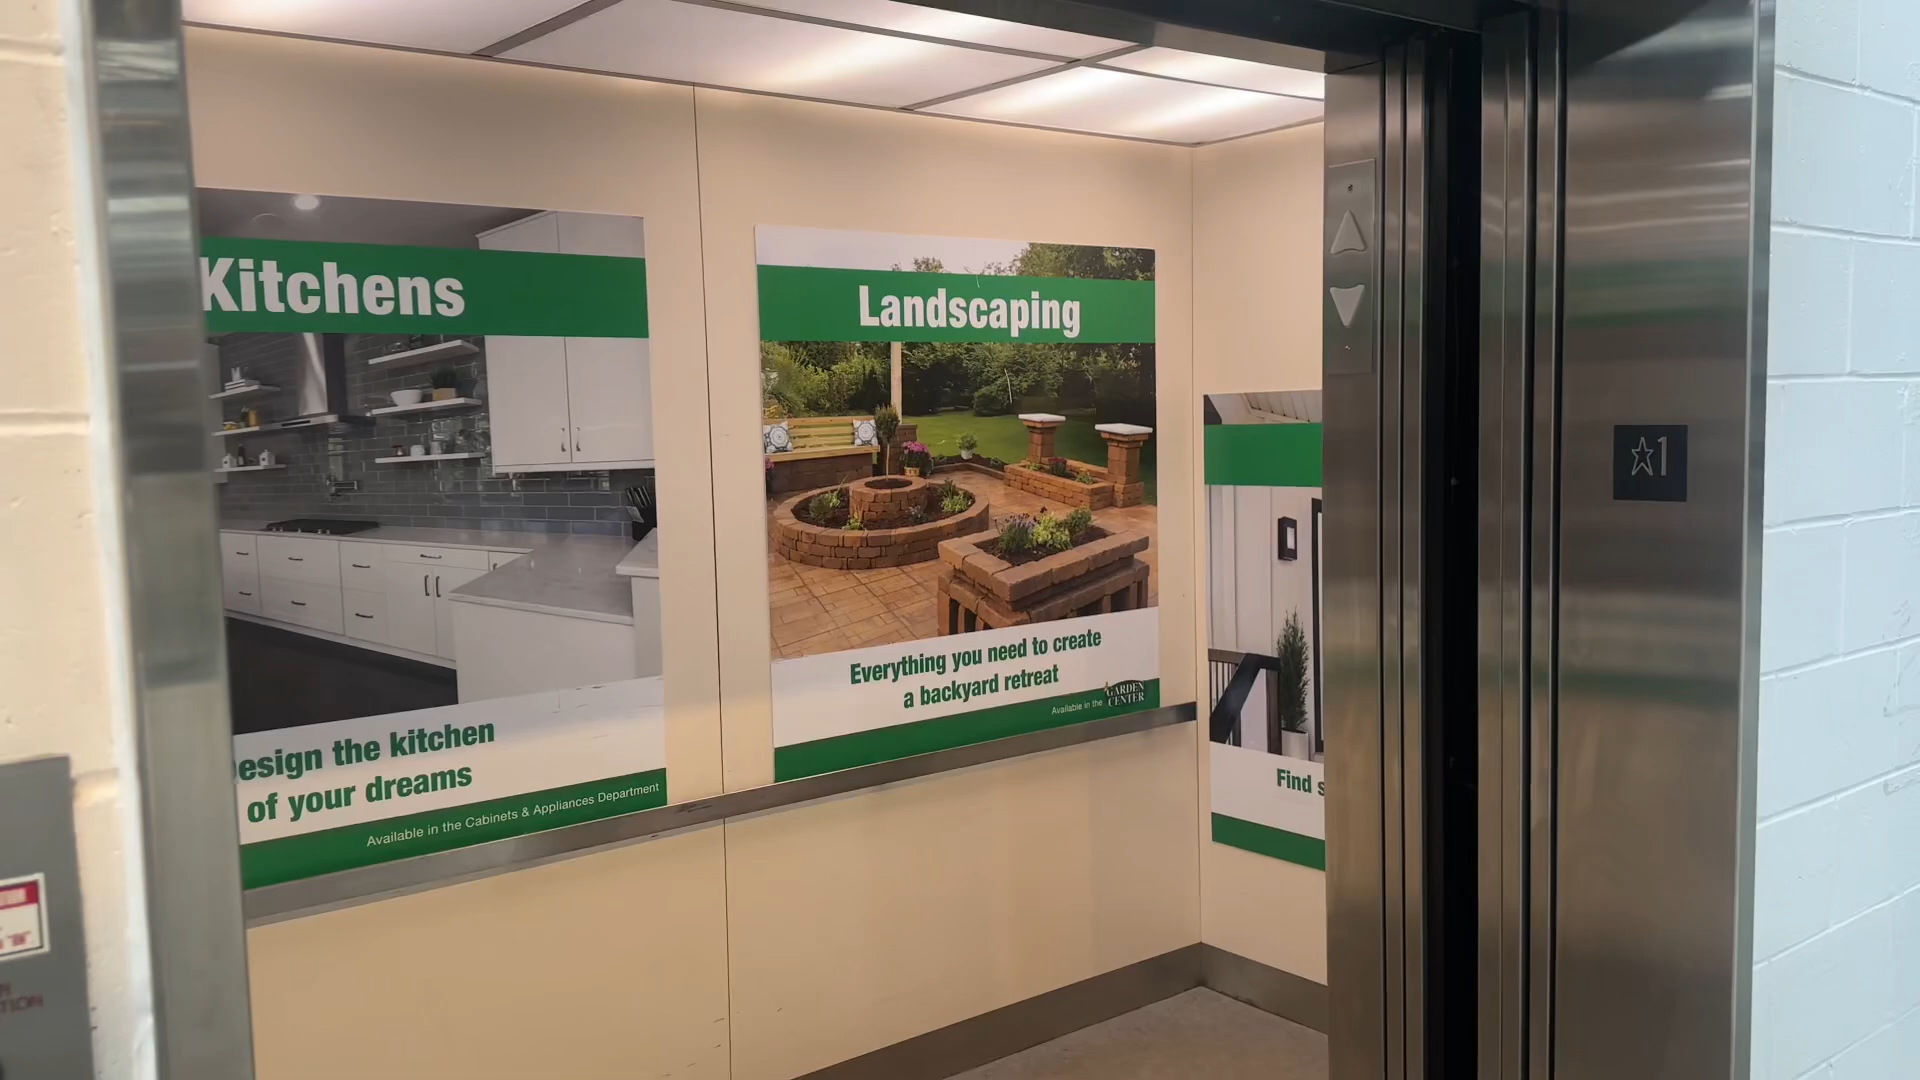 Kitchens
esign the kitchen
of your dreams
Available in the Cabinets & Appliances Department
Landscaping
Everything you need to create
a backyard retreat
Available in the GARDEN CENTER
Find
☆1